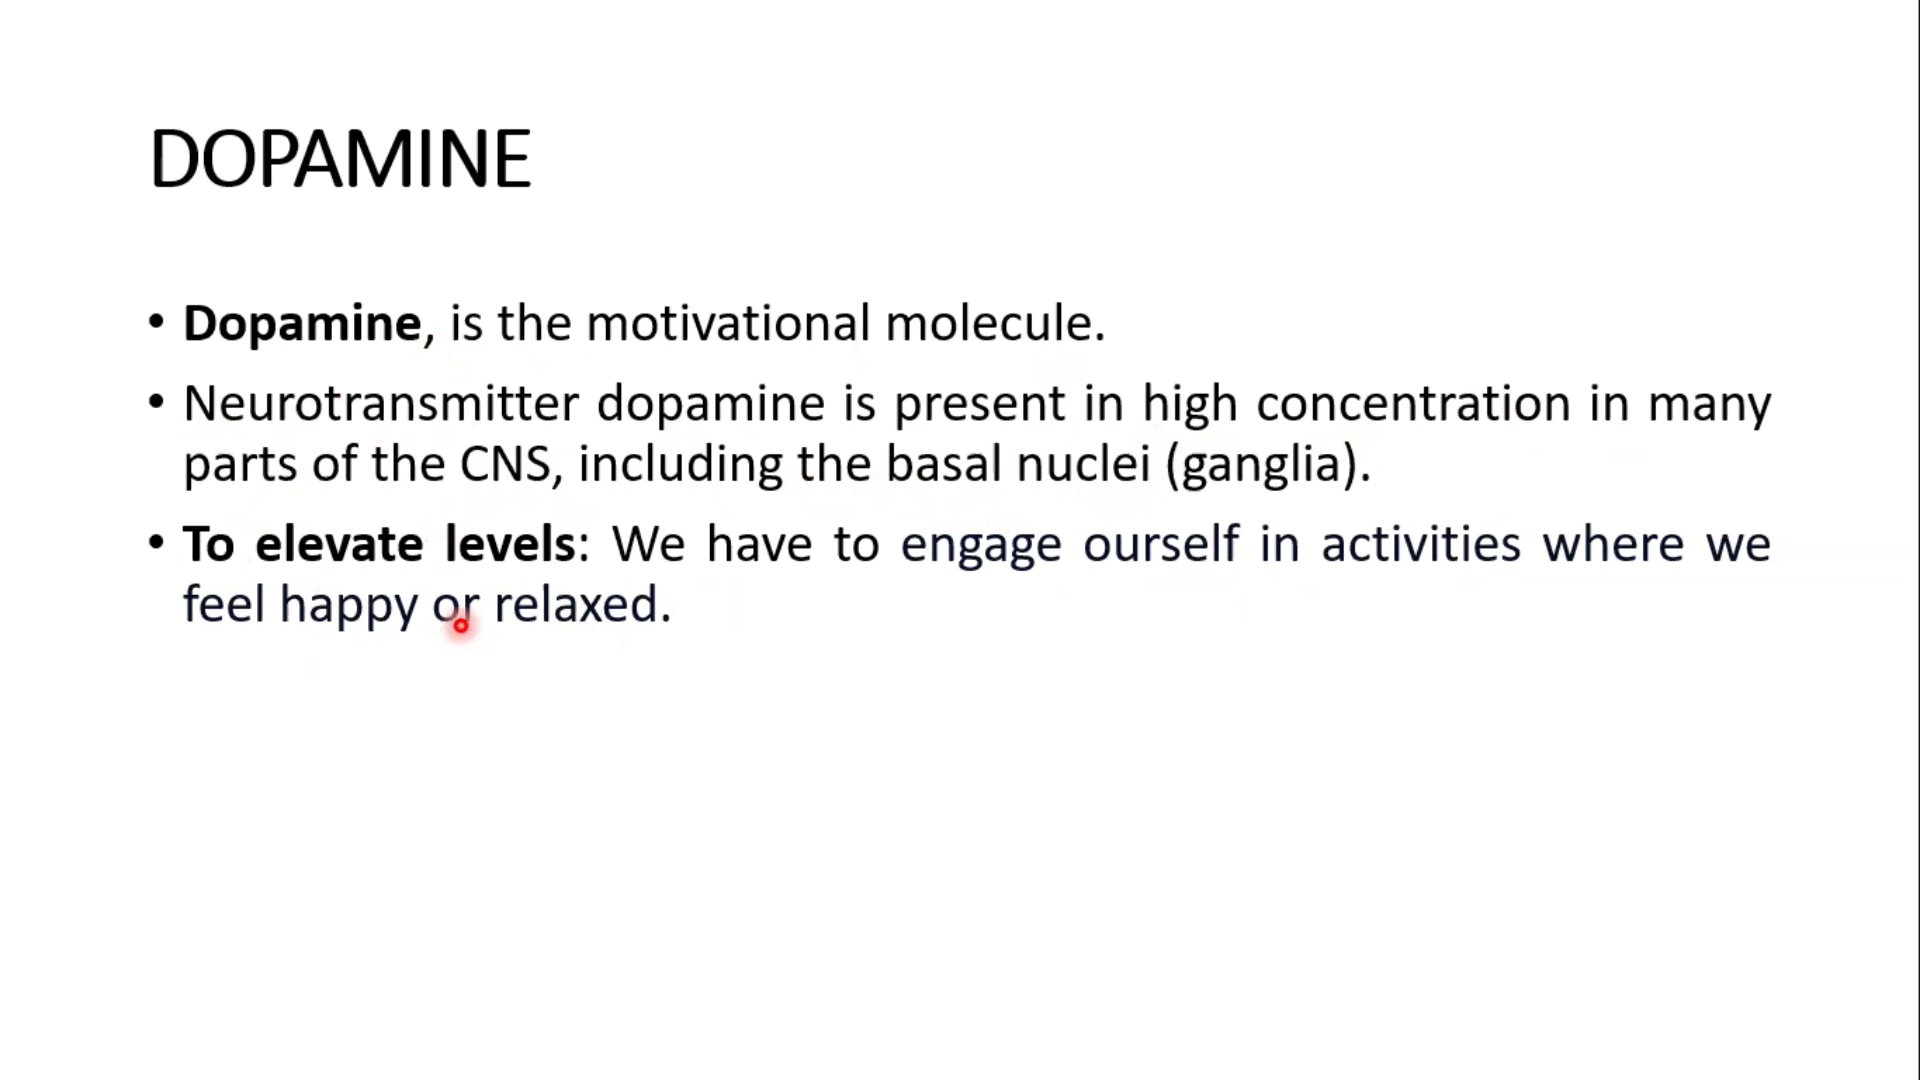 DOPAMINE
• Dopamine, is the motivational molecule.
• Neurotransmitter dopamine is present in high concentration in many
parts of the CNS, including the basal nuclei (ganglia).
• To elevate levels: We have to engage ourself in activities where we
feel happy or relaxed.